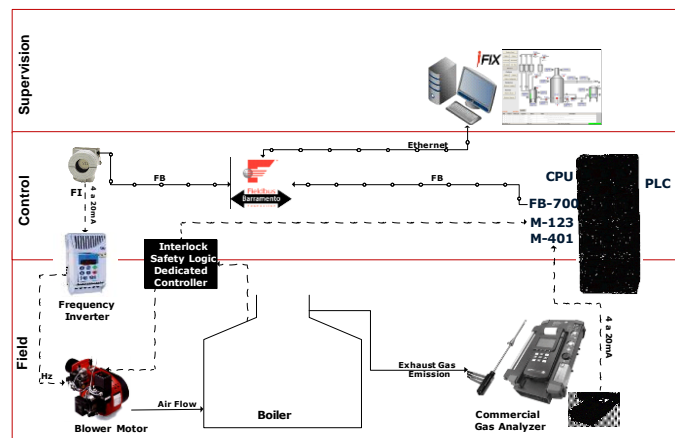 Supervision
iFIX
Control
Ethernet
FI
4 a 20mA
FB
Fieldbus
Barramento
FB
CPU
PLC
FB-700
M-123
M-401
Interlock
Safety Logic
Dedicated
Controller
Frequency
Inverter
Field
Hz
Blower Motor
Air Flow
Boiler
Exhaust Gas
Emission
4 a 20mA
Commercial
Gas Analyzer